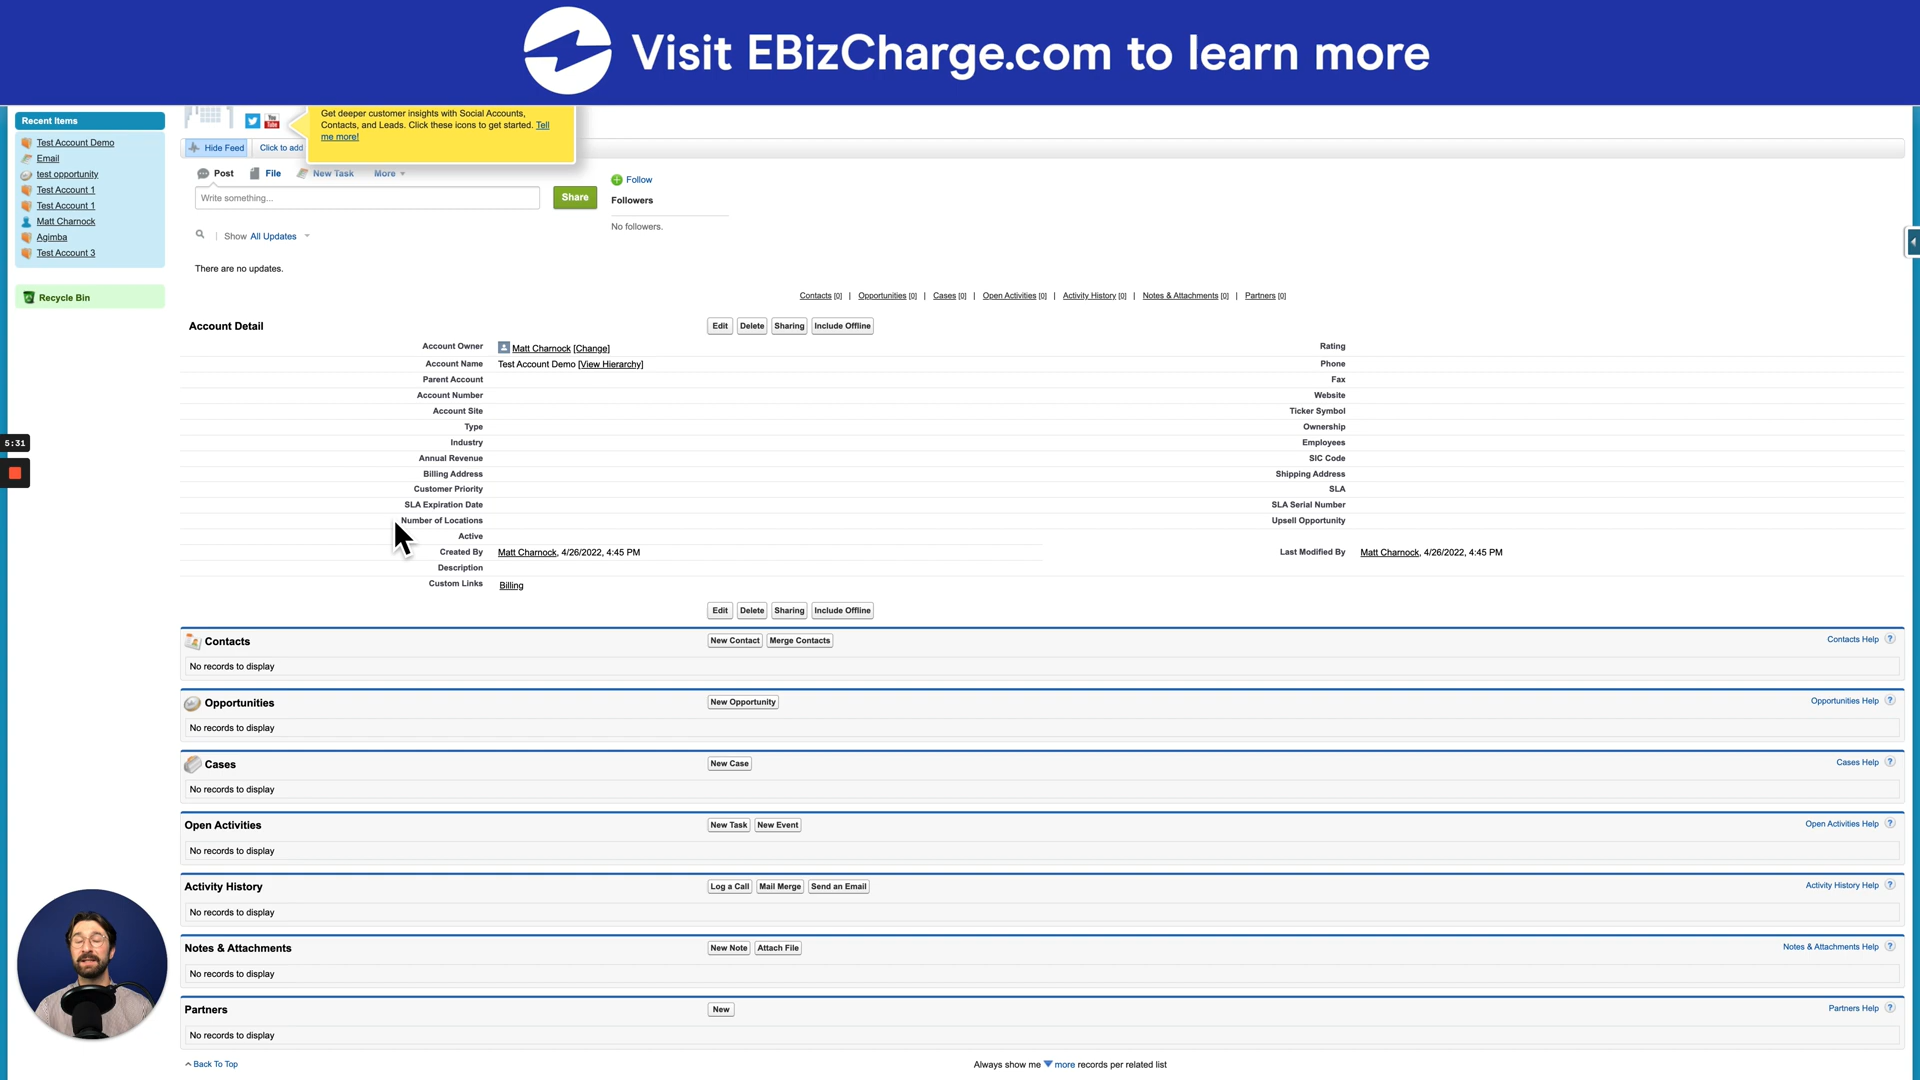 Visit EBizCharge.com to learn more
Recent Items
Test Account Demo
Email
test opportunity
Test Account 1
Test Account 1
Matt Charnock
Agimba
Test Account 3
Recycle Bin
5:31
You
Tube
Get deeper customer insights with Social Accounts,
Contacts, and Leads. Click these icons to get started. Tell
me more!
Hide Feed Click to add
Post File New Task More
Write something... Share
Follow
Followers
No followers.
Show All Updates
There are no updates.
Contacts [0] | Opportunities [0] | Cases [0] | Open Activities [0] | Activity History [0] | Notes & Attachments [0] | Partners [0]
Account Detail Edit Delete Sharing Include Offline
Account Owner Matt Charnock [Change] Rating
Account Name Test Account Demo [View Hierarchy] Phone
Parent Account Fax
Account Number Website
Account Site Ticker Symbol
Type Ownership
Industry Employees
Annual Revenue SIC Code
Billing Address Shipping Address
Customer Priority SLA
SLA Expiration Date SLA Serial Number
Number of Locations Upsell Opportunity
Active
Created By Matt Charnock, 4/26/2022, 4:45 PM Last Modified By Matt Charnock, 4/26/2022, 4:45 PM
Description
Custom Links Billing
Edit Delete Sharing Include Offline
Contacts New Contact Merge Contacts Contacts Help ?
No records to display
Opportunities New Opportunity Opportunities Help ?
No records to display
Cases New Case Cases Help ?
No records to display
Open Activities New Task New Event Open Activities Help ?
No records to display
Activity History Log a Call Mail Merge Send an Email Activity History Help ?
No records to display
Notes & Attachments New Note Attach File Notes & Attachments Help ?
No records to display
Partners New Partners Help ?
No records to display
Back To Top Always show me more records per related list